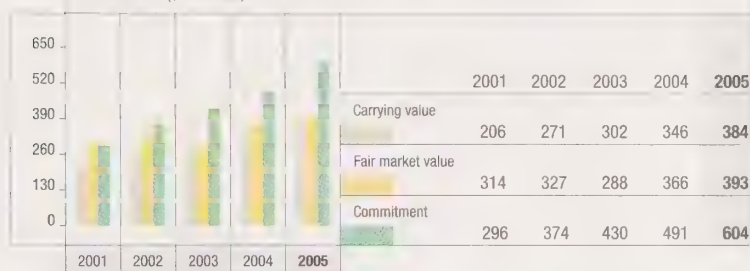 650
520
390
260
130
0
2001 2002 2003 2004 2005
2001 2002 2003 2004 2005
Carrying value
206 271 302 346 384
Fair market value
314 327 288 366 393
Commitment
296 374 430 491 604